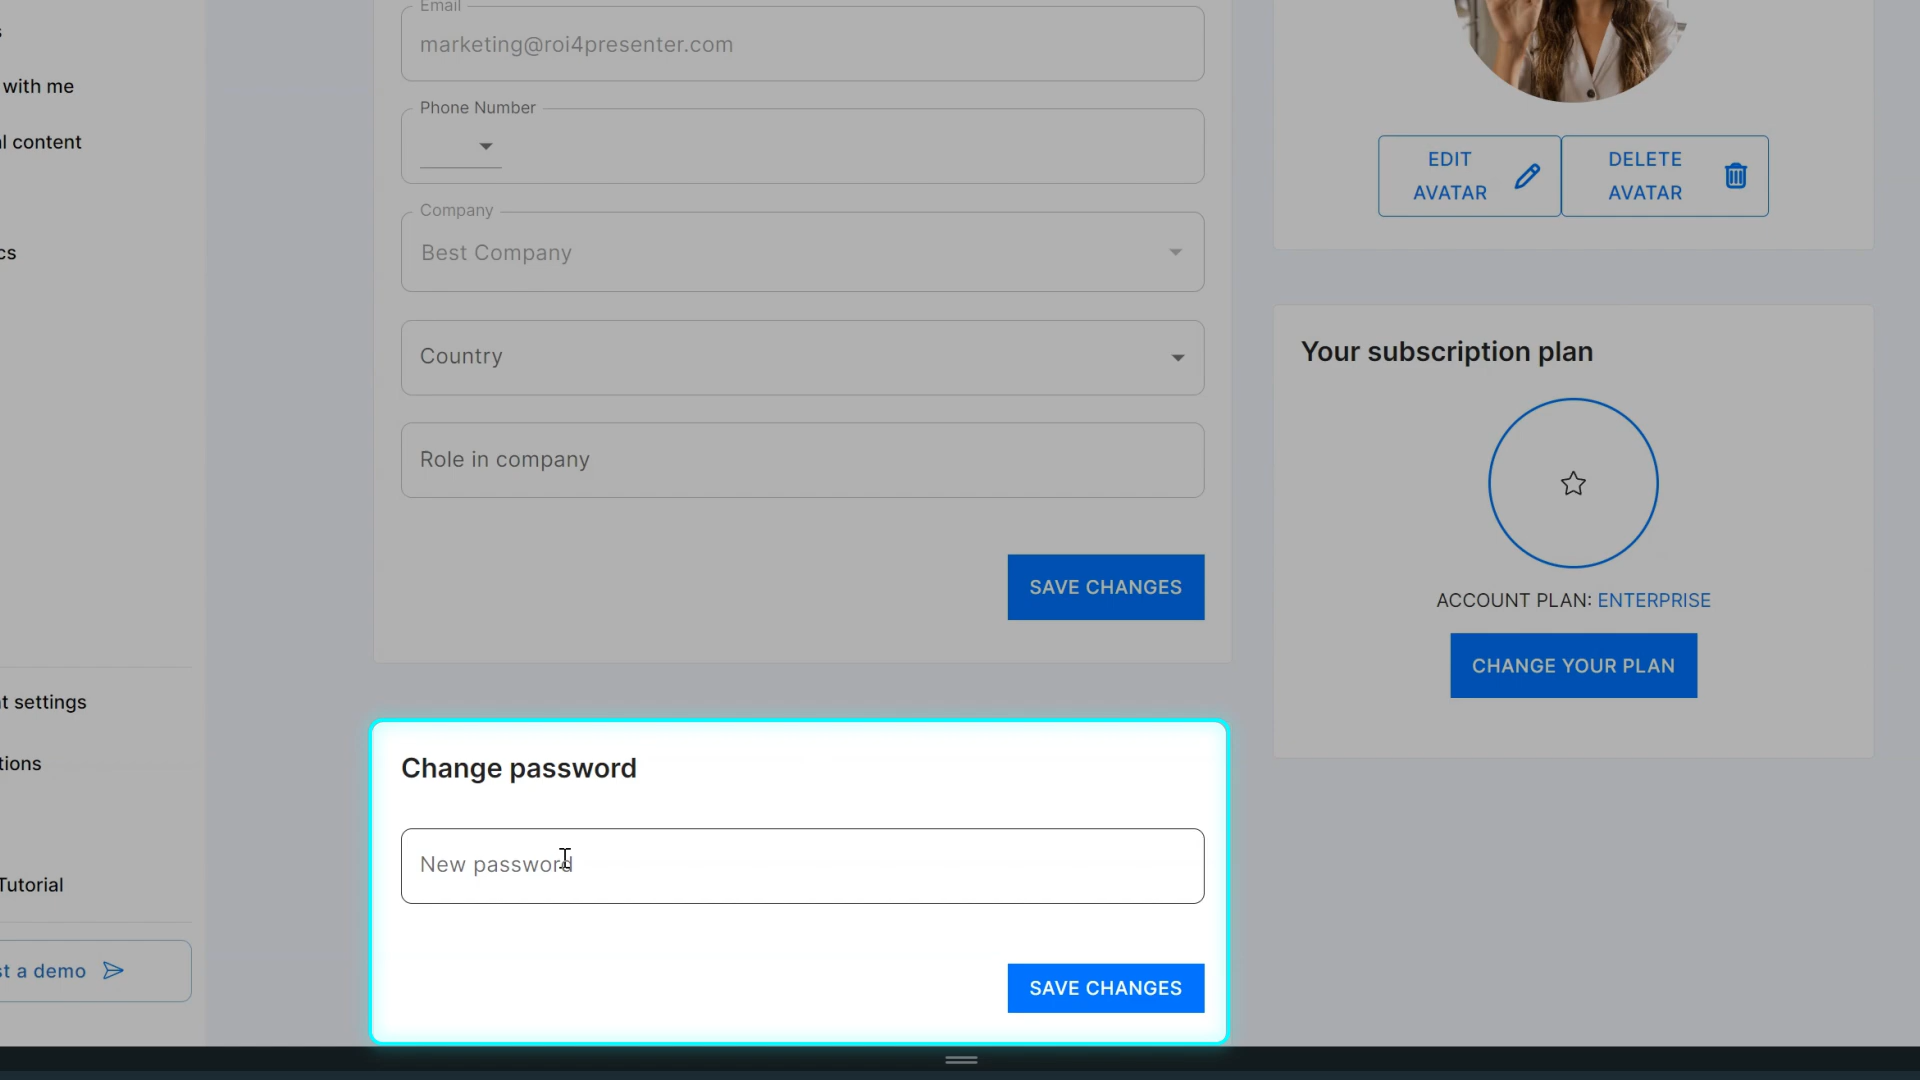 Email
marketing@roi4presenter.com
with me
Phone Number
l content
EDIT
AVATAR
DELETE
AVATAR
Company
Best Company
cs
Country
Your subscription plan
Role in company
SAVE CHANGES
ACCOUNT PLAN: ENTERPRISE
CHANGE YOUR PLAN
t settings
tions
Change password
New password
Tutorial
st a demo
SAVE CHANGES